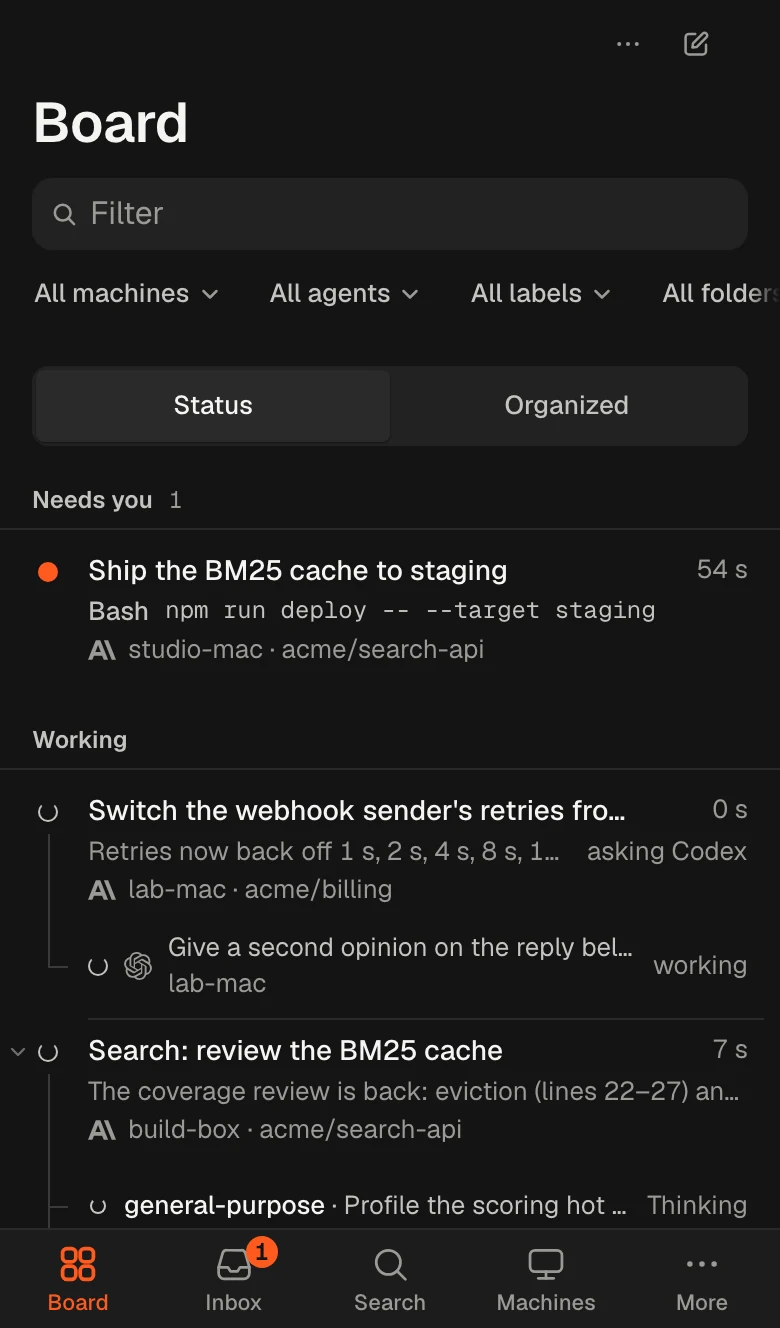 Board
Filter
All machines All agents All labels All folders
Status Organized
Needs you 1
Ship the BM25 cache to staging 54 s
Bash npm run deploy -- --target staging
studio-mac · acme/search-api
Working
Switch the webhook sender's retries fro... 0 s
Retries now back off 1 s, 2 s, 4 s, 8 s, 1... asking Codex
lab-mac · acme/billing
Give a second opinion on the reply bel... working
lab-mac
Search: review the BM25 cache 7 s
The coverage review is back: eviction (lines 22–27) an...
build-box · acme/search-api
general-purpose · Profile the scoring hot ... Thinking
1
Board Inbox Search Machines More